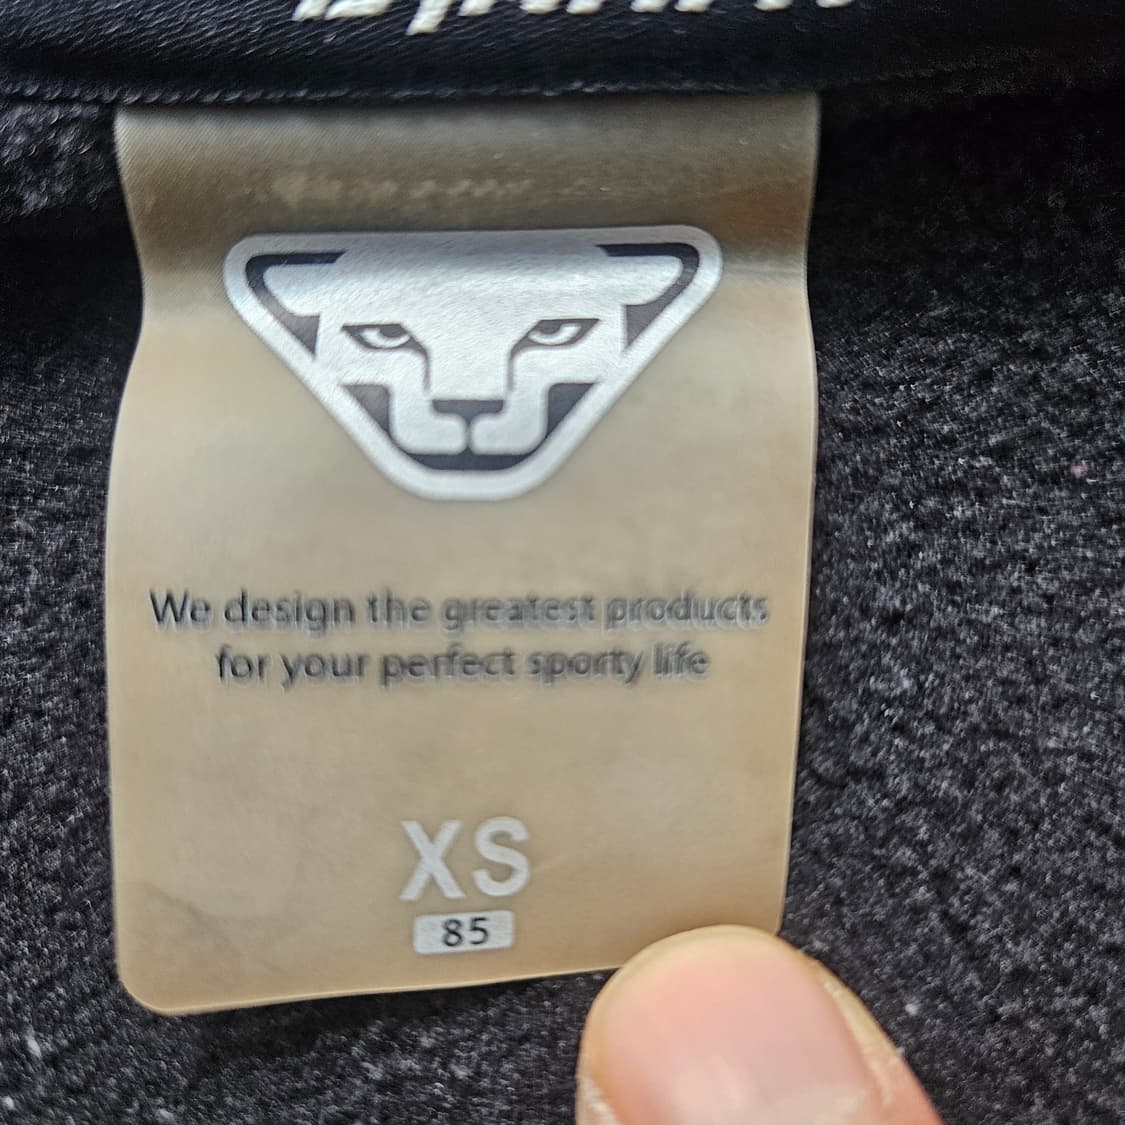 We design the greatest products
for your perfect sporty life
XS
85